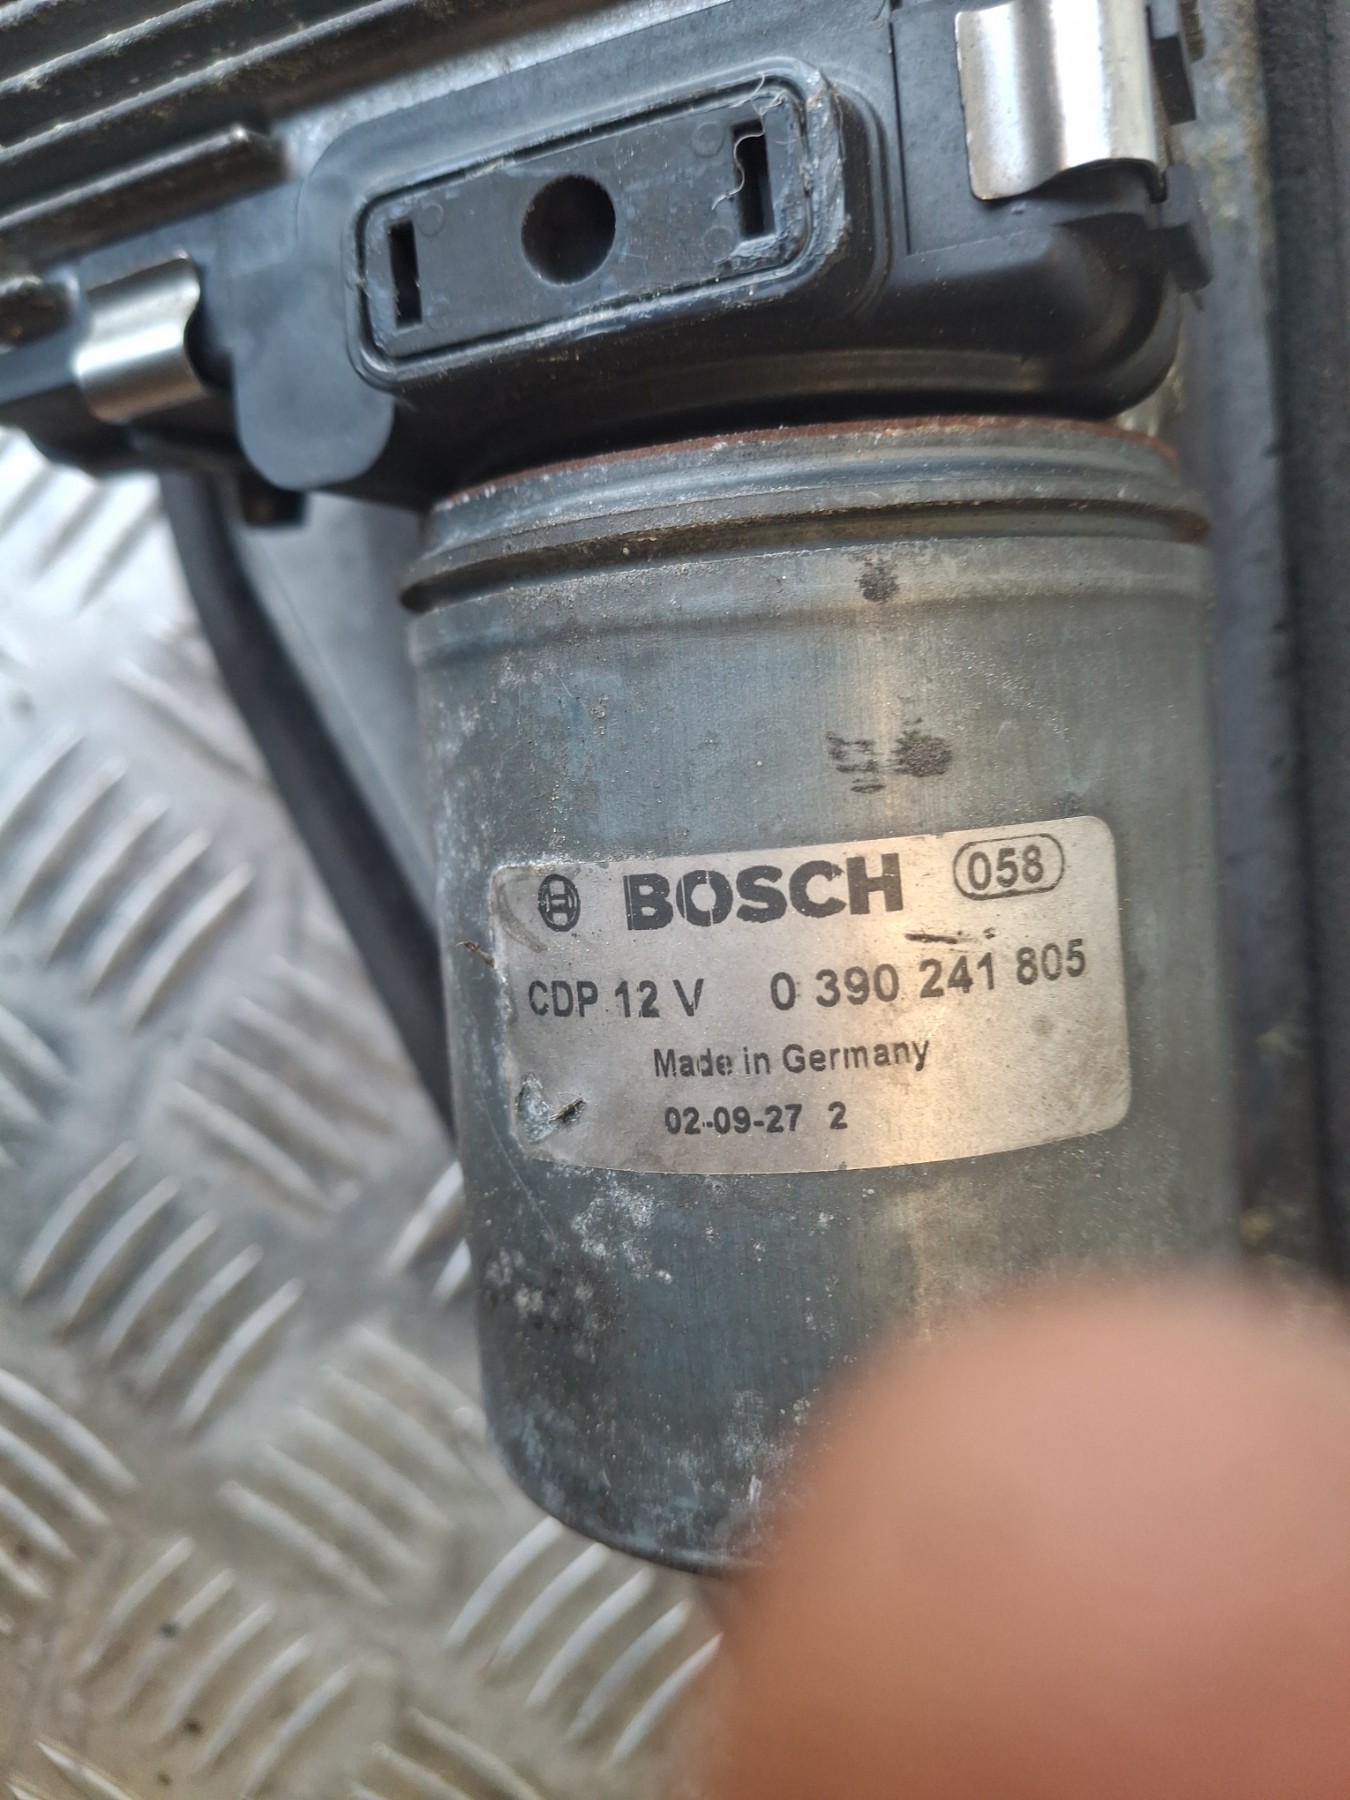 BOSCH 058
CDP 12 V 0 390 241 805
Made in Germany
02-09-27 2